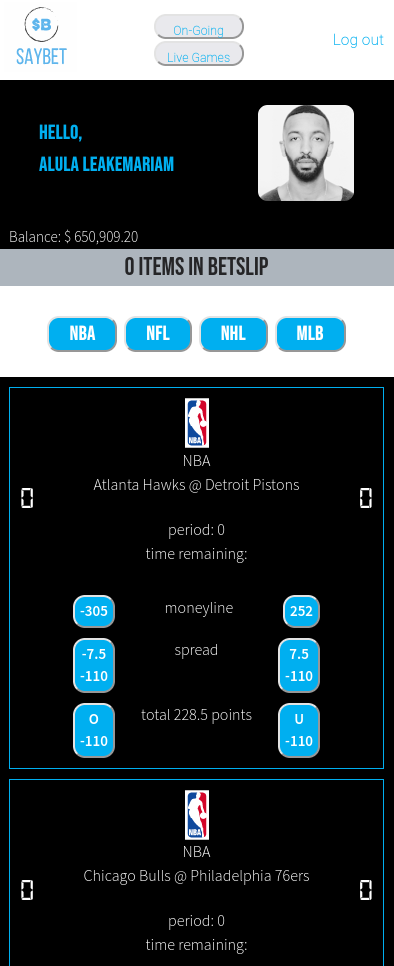 $B
SAYBET
On-Going
Live Games
Log out
HELLO,
ALULA LEAKEMARIAM
Balance: $ 650,909.20
0 ITEMS IN BETSLIP
NBA NFL NHL MLB
NBA
NBA
Atlanta Hawks @ Detroit Pistons
0 0
period: 0
time remaining:
-305 moneyline 252
-7.5 spread 7.5
-110 -110
O total 228.5 points U
-110 -110
NBA
NBA
Chicago Bulls @ Philadelphia 76ers
0 0
period: 0
time remaining: